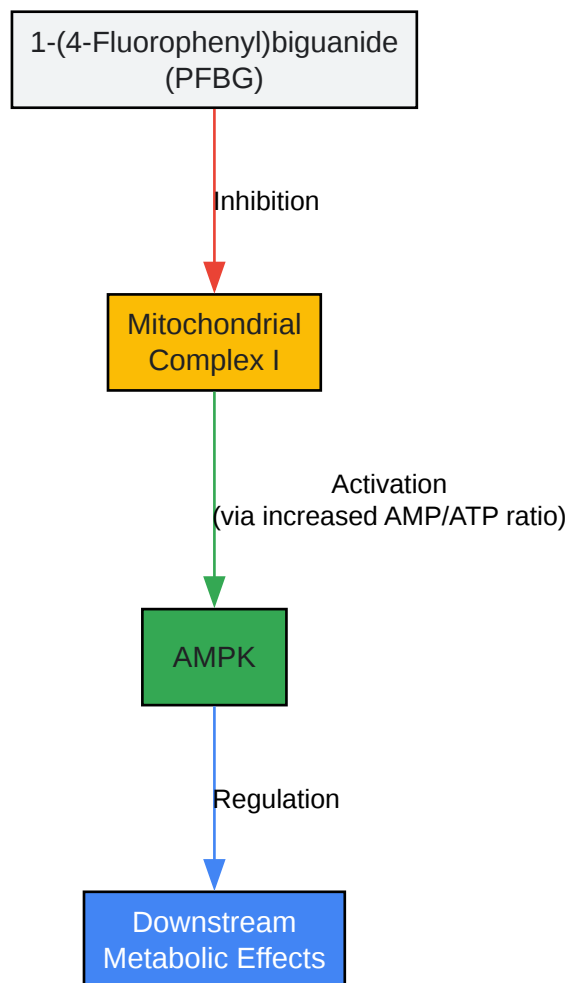 1-(4-Fluorophenyl)biguanide
(PFBG)
Inhibition
Mitochondrial
Complex I
Activation
(via increased AMP/ATP ratio)
AMPK
Regulation
Downstream
Metabolic Effects